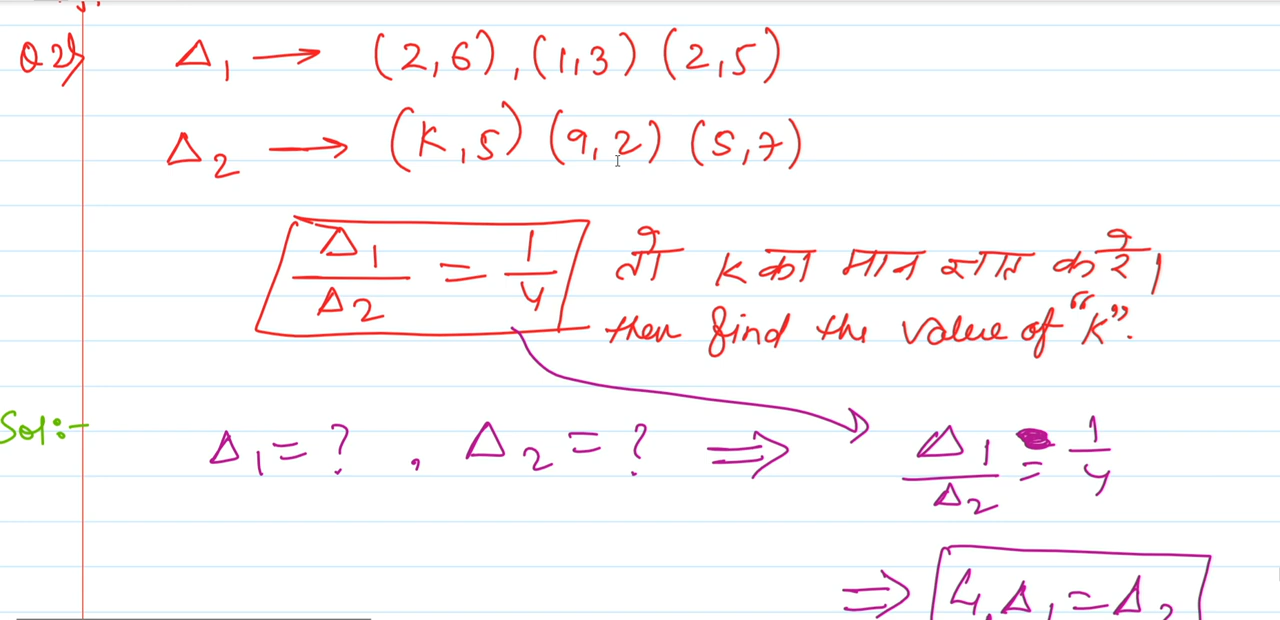 Q2) Δ₁ → (2,6), (1,3) (2,5)
Δ₂ → (K,5) (9,2) (5,7)
Δ₁/Δ₂ = 1/4 तो K का मान ज्ञात करे।
then find the value of "K".
Sol:- Δ₁ = ? , Δ₂ = ? ⇒ Δ₁/Δ₂ = 1/4
⇒ 4.Δ₁ = Δ₂